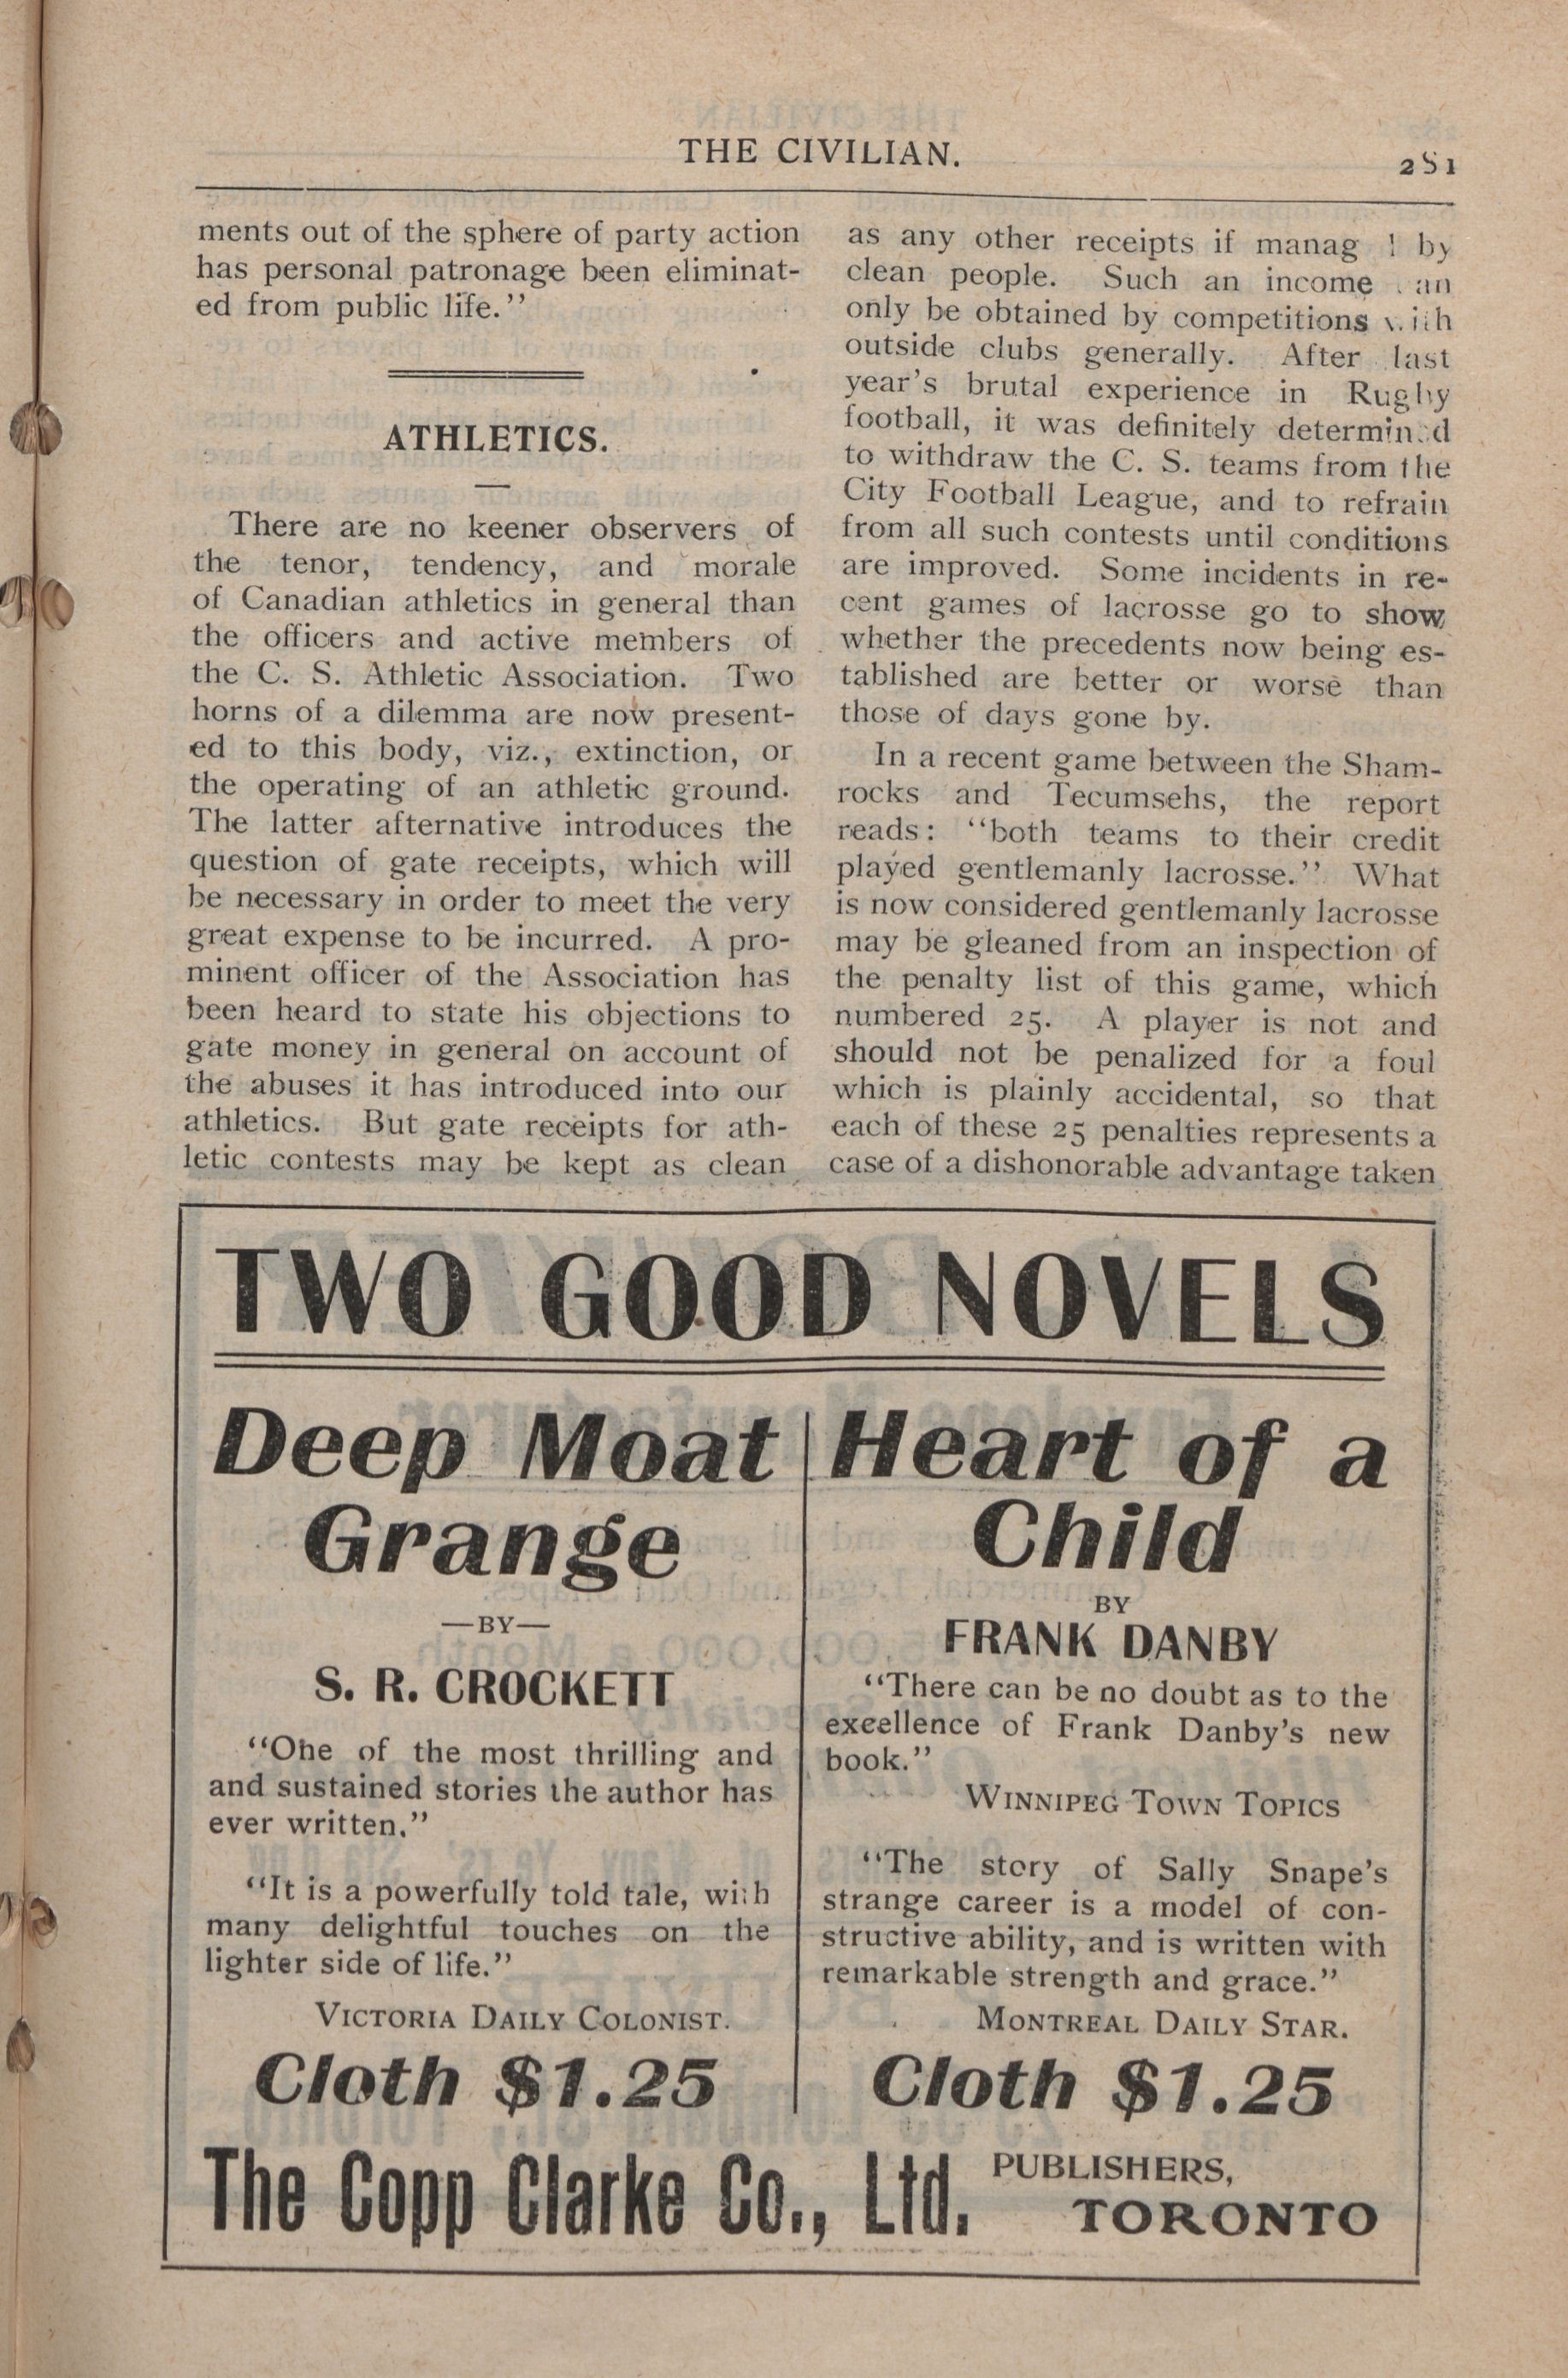 THE CIVILIAN.
281
ments out of the sphere of party action
has personal patronage been eliminat-
ed from public life.”
ATHLETICS.
There are no keener observers of
the tenor, tendency, and morale
of Canadian athletics in general than
the officers and active members of
the C. S. Athletic Association. Two
horns of a dilemma are now present-
ed to this body, viz., extinction, or
the operating of an athletic ground.
The latter afternative introduces the
question of gate receipts, which will
be necessary in order to meet the very
great expense to be incurred. A pro-
minent officer of the Association has
been heard to state his objections to
gate money in general on account of
the abuses it has introduced into our
athletics. But gate receipts for ath-
letic contests may be kept as clean
as any other receipts if manag d by
clean people. Such an income can
only be obtained by competitions with
outside clubs generally. After last
year's brutal experience in Rugby
football, it was definitely determined
to withdraw the C. S. teams from the
City Football League, and to refrain
from all such contests until conditions
are improved. Some incidents in re-
cent games of lacrosse go to show
whether the precedents now being es-
tablished are better or worse than
those of days gone by.
In a recent game between the Sham-
rocks and Tecumsehs, the report
reads: “both teams to their credit
played gentlemanly lacrosse.” What
is now considered gentlemanly lacrosse
may be gleaned from an inspection of
the penalty list of this game, which
numbered 25. A player is not and
should not be penalized for a foul
which is plainly accidental, so that
each of these 25 penalties represents a
case of a dishonorable advantage taken
TWO GOOD NOVELS
Deep Moat
Grange
—BY—
S. R. CROCKETT
“One of the most thrilling and
and sustained stories the author has
ever written.”
“It is a powerfully told tale, with
many delightful touches on the
lighter side of life.”
VICTORIA DAILY COLONIST.
Cloth $1.25
Heart of a
Child
BY
FRANK DANBY
“There can be no doubt as to the
excellence of Frank Danby's new
book.”
WINNIPEG TOWN TOPICS
“The story of Sally Snape's
strange career is a model of con-
structive ability, and is written with
remarkable strength and grace.”
MONTREAL DAILY STAR.
Cloth $1.25
The Copp Clarke Co., Ltd.
PUBLISHERS,
TORONTO